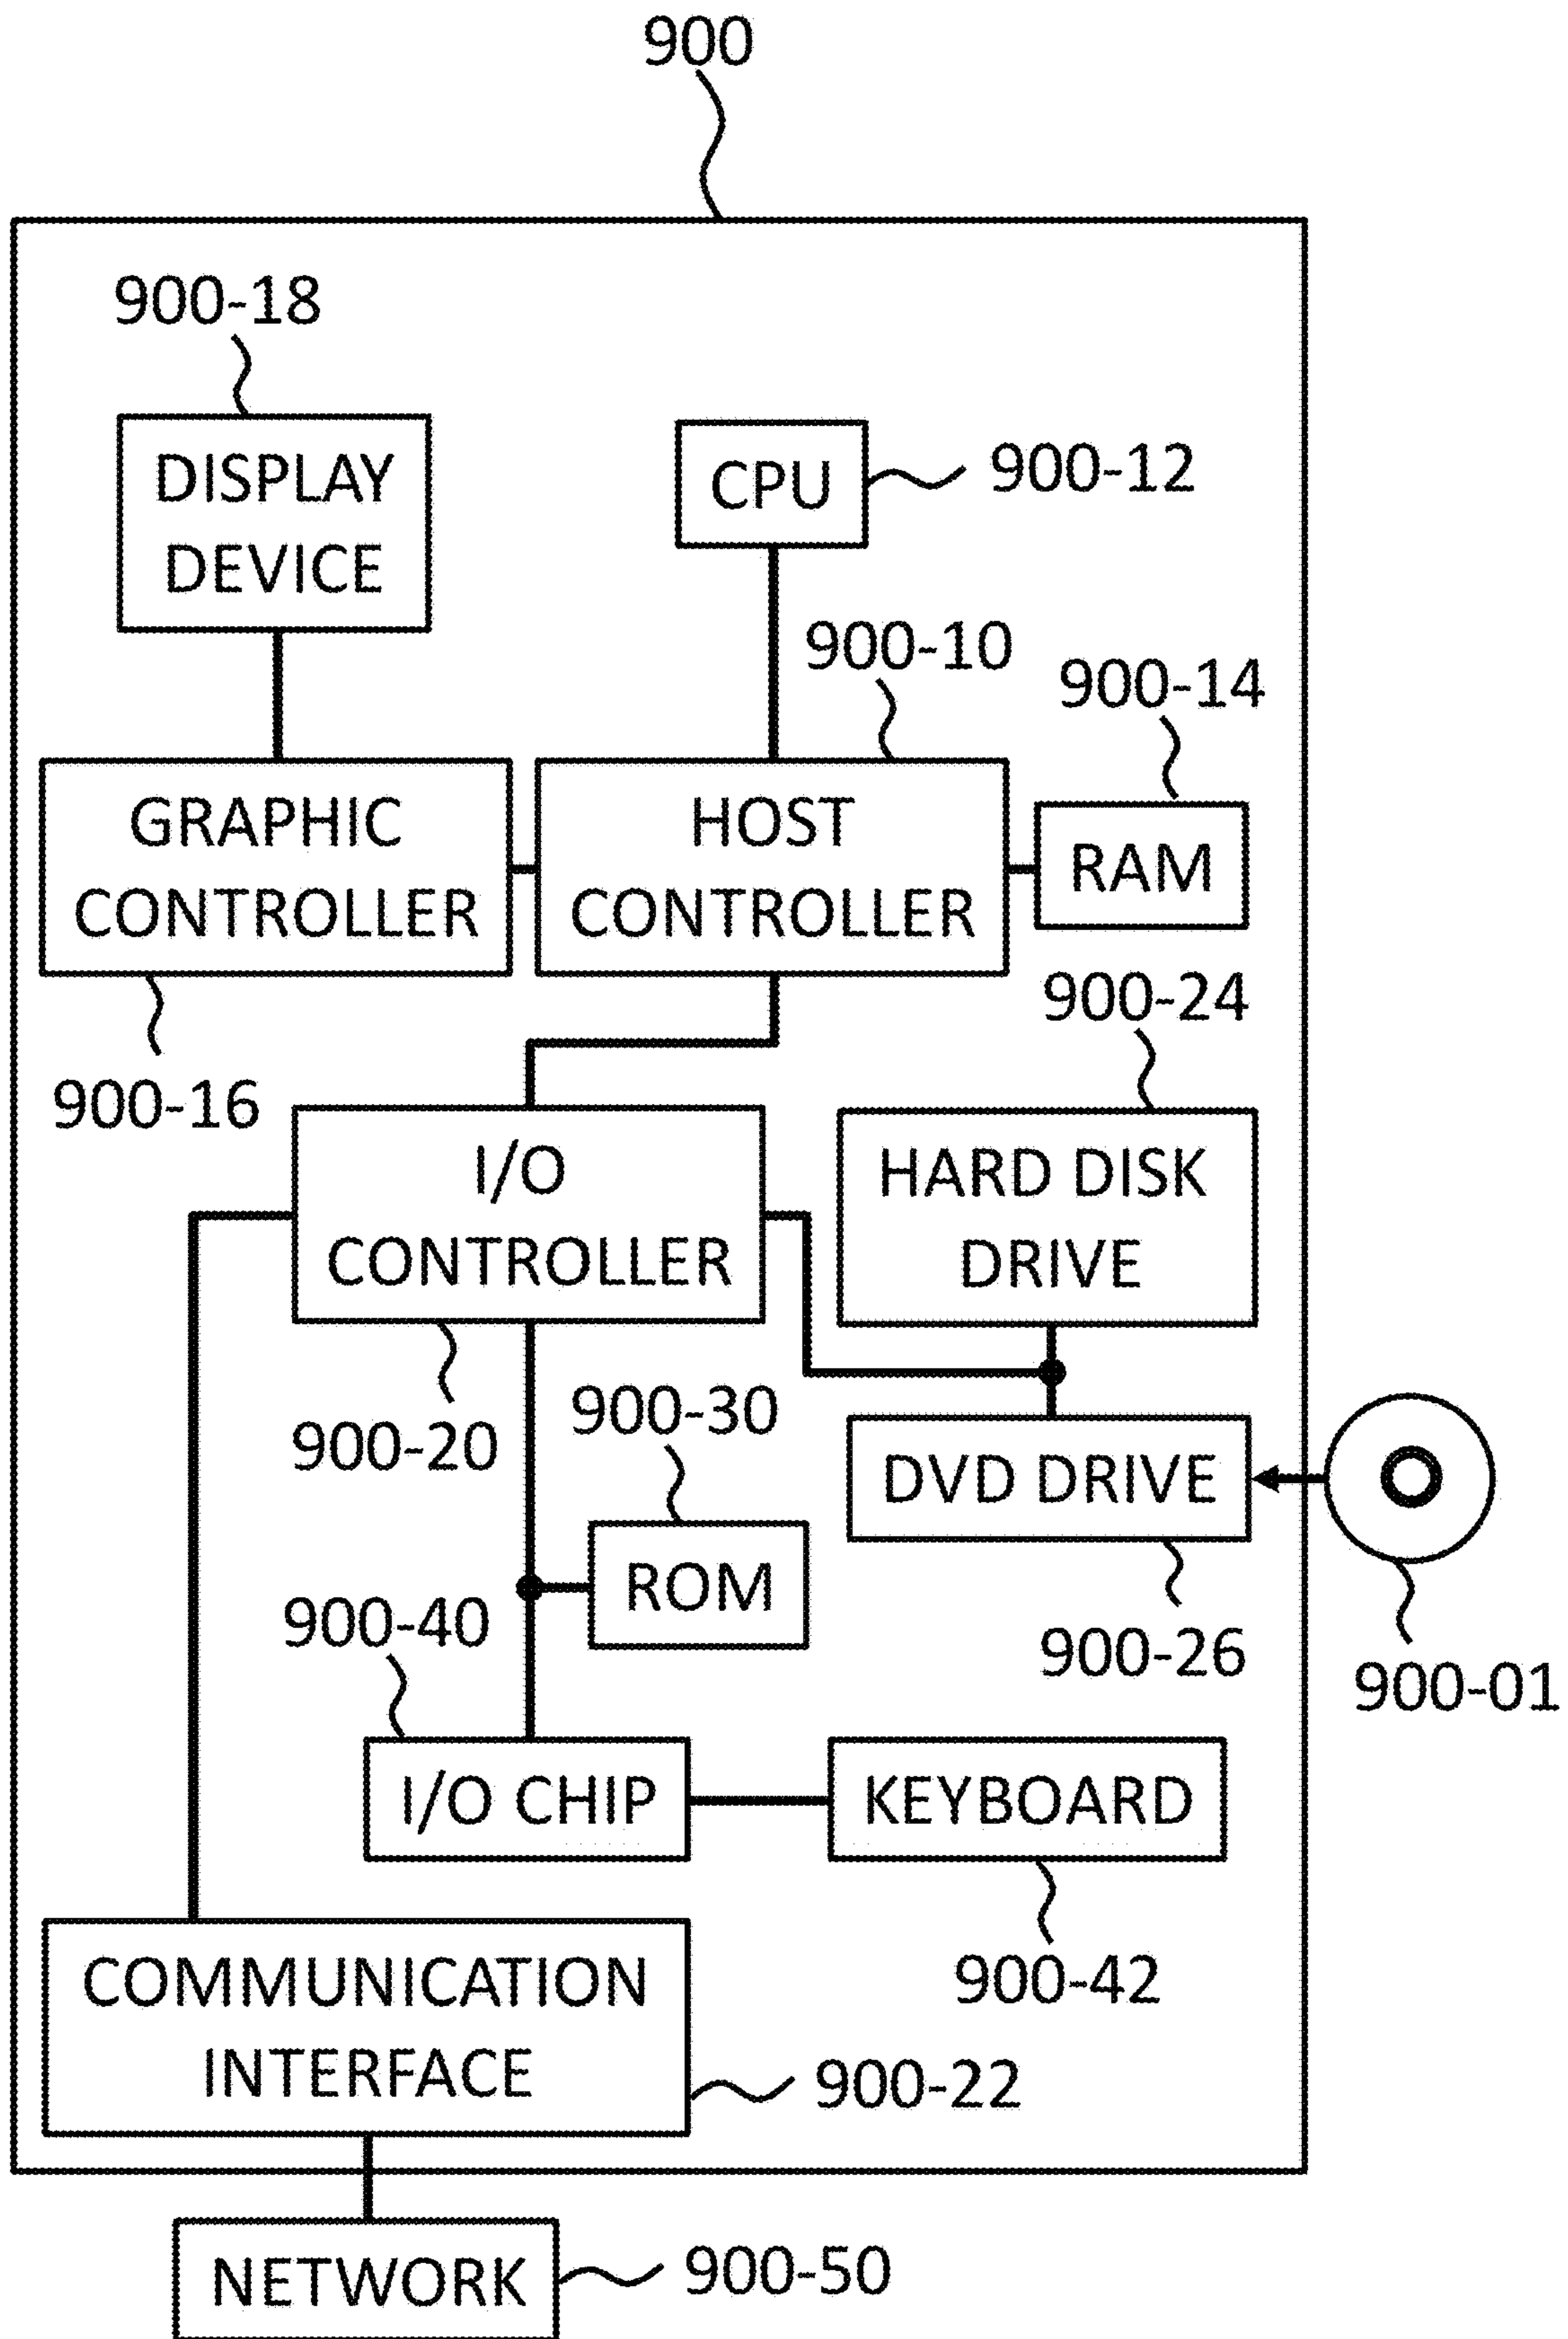 900
900-18
DISPLAY
DEVICE
CPU
900-12
900-10
900-14
GRAPHIC
CONTROLLER
HOST
CONTROLLER
RAM
900-16
900-24
I/O
CONTROLLER
HARD DISK
DRIVE
900-20
900-30
DVD DRIVE
ROM
900-40
900-26
900-01
I/O CHIP
KEYBOARD
900-42
COMMUNICATION
INTERFACE
900-22
NETWORK
900-50